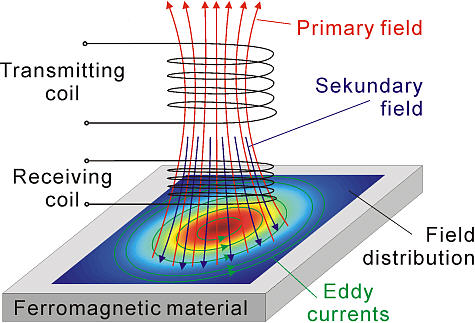 Primary field
Transmitting
coil
Sekundary
field
Receiving
coil
Field
distribution
Eddy
currents
Ferromagnetic material